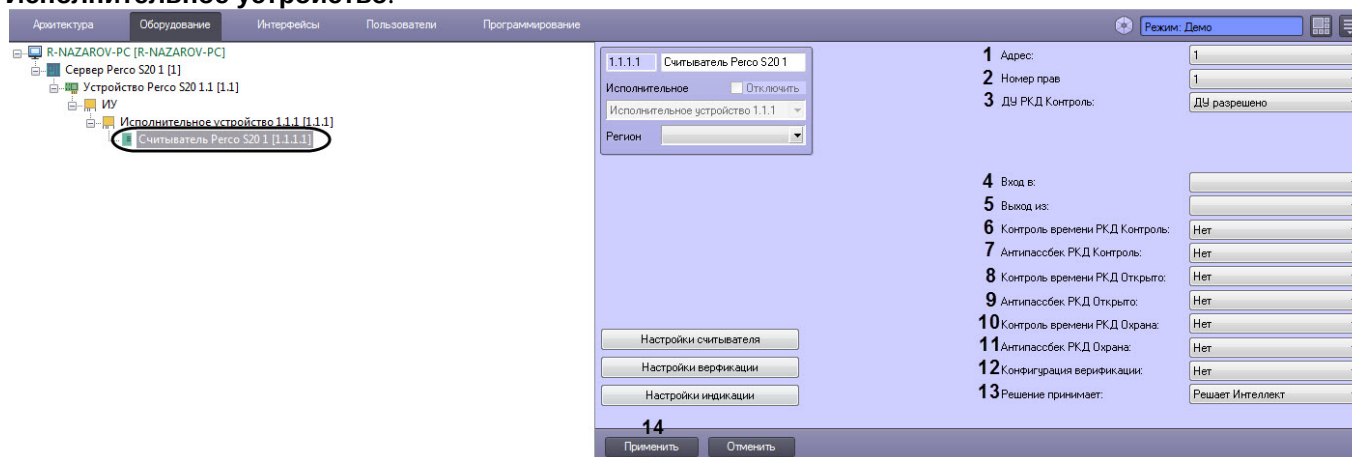 Исполнительное устройство.
Архитектура Оборудование Интерфейсы Пользователи Программирование Режим: Демо
R-NAZAROV-PC [R-NAZAROV-PC]
Сервер Perco S20 1 [1]
Устройство Perco S20 1.1 [1.1]
ИУ
Исполнительное устройство 1.1.1 [1.1.1]
Считыватель Perco S20 1 [1.1.1.1]
1.1.1.1 Считыватель Perco S20 1
Исполнительное Отключить
Исполнительное устройство 1.1.1
Регион
Настройки считывателя
Настройки верфикации
Настройки индикации
1 Адрес: 1
2 Номер прав 1
3 ДУ РКД Контроль: ДУ разрешено
4 Вход в:
5 Выход из:
6 Контроль времени РКД Контроль: Нет
7 Антипассбек РКД Контроль: Нет
8 Контроль времени РКД Открыто: Нет
9 Антипассбек РКД Открыто: Нет
10 Контроль времени РКД Охрана: Нет
11 Антипассбек РКД Охрана: Нет
12 Конфигурация верификации: Нет
13 Решение принимает: Решает Интеллект
14
Применить Отменить